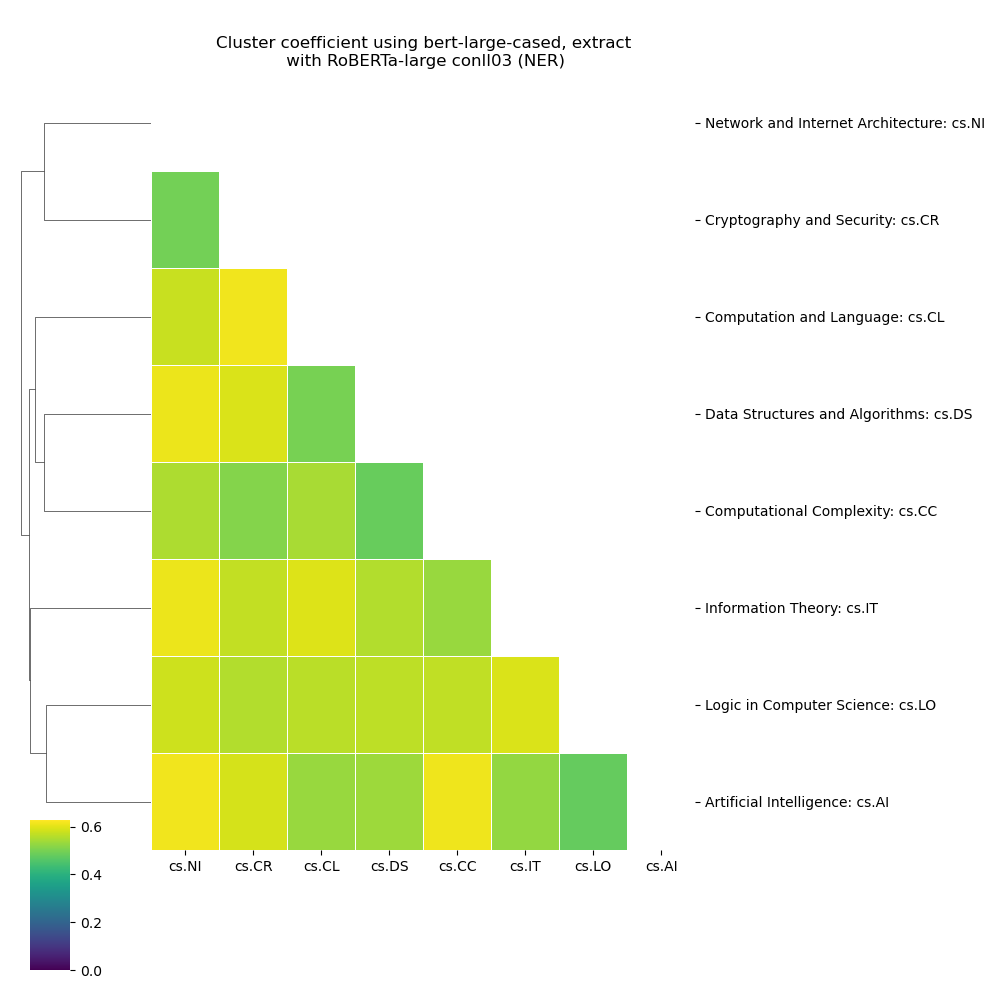 Cluster coefficient using bert-large-cased, extract
with RoBERTa-large conll03 (NER)
Network and Internet Architecture: cs.NI
Cryptography and Security: cs.CR
Computation and Language: cs.CL
Data Structures and Algorithms: cs.DS
Computational Complexity: cs.CC
Information Theory: cs.IT
Logic in Computer Science: cs.LO
Artificial Intelligence: cs.AI
cs.NI cs.CR cs.CL cs.DS cs.CC cs.IT cs.LO cs.AI
0.6
0.4
0.2
0.0